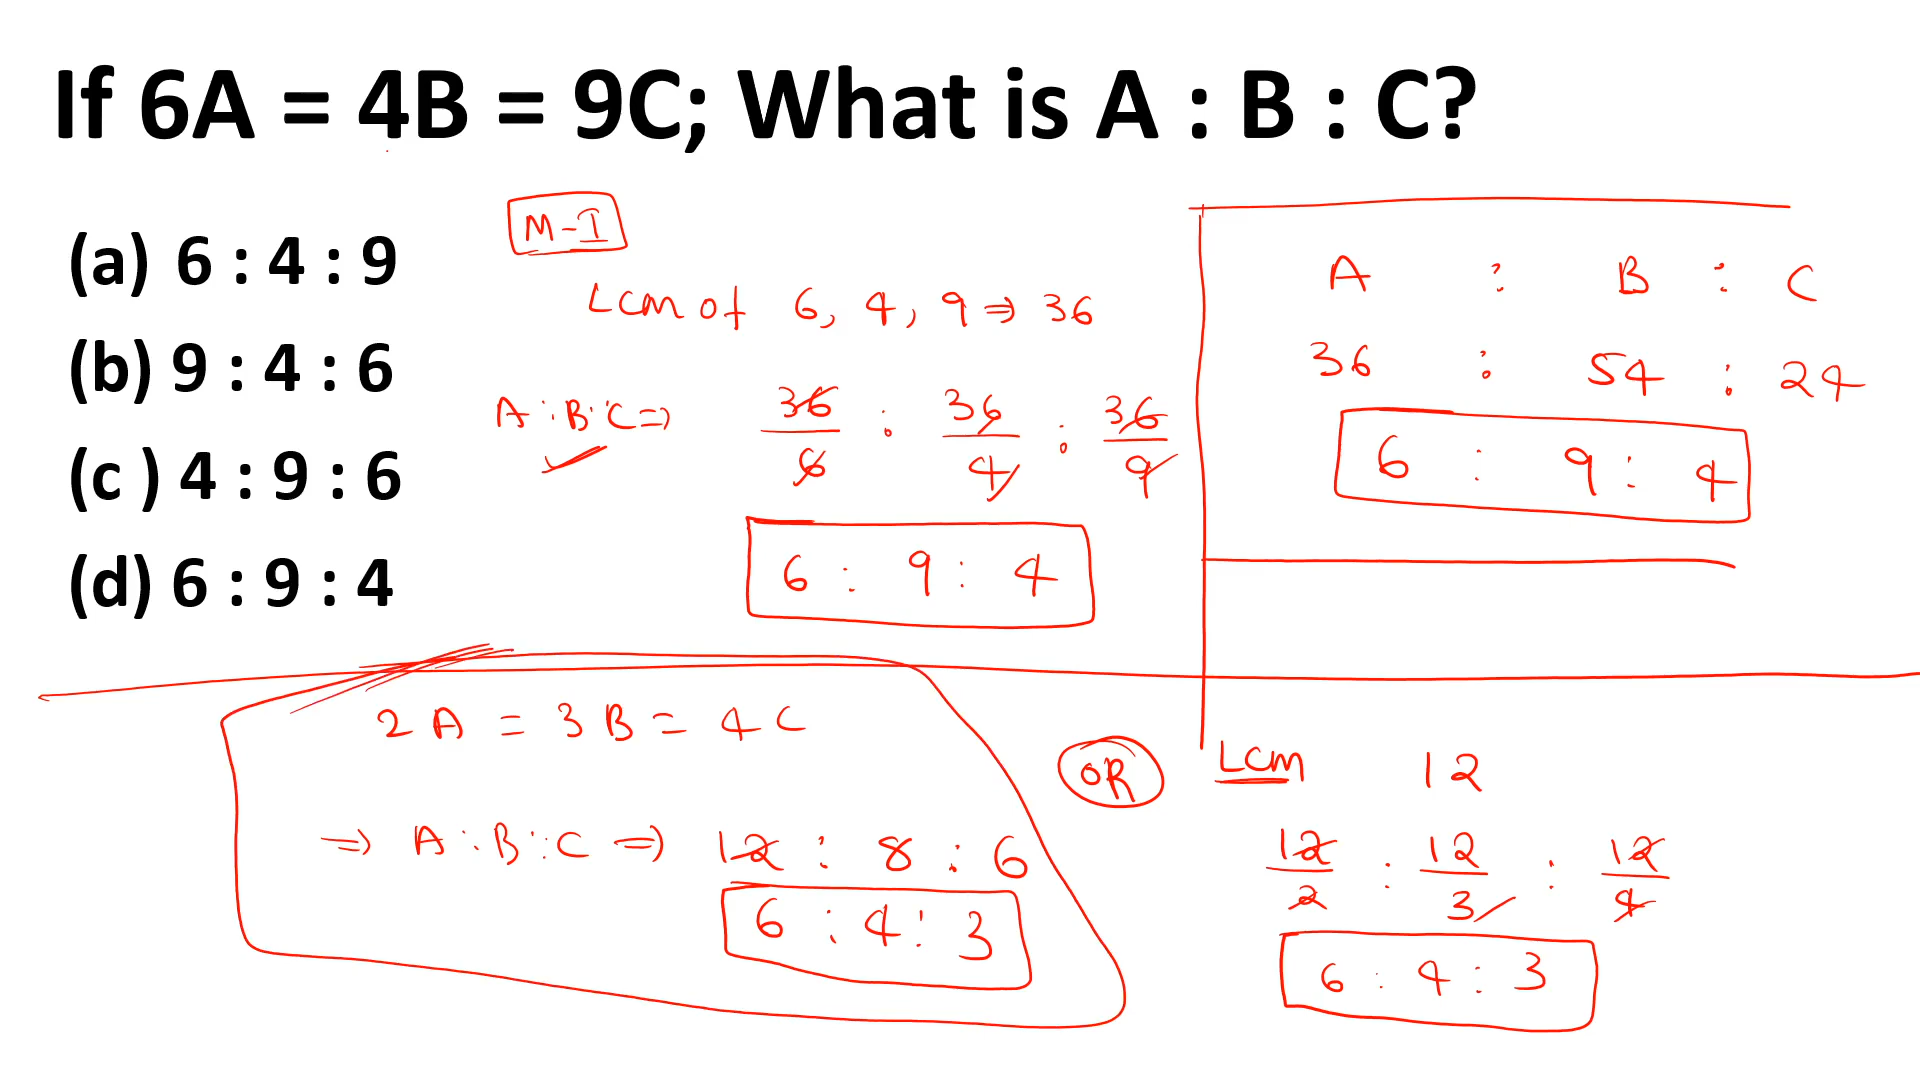 If 6A = 4B = 9C; What is A : B : C?
(a) 6 : 4 : 9
(b) 9 : 4 : 6
(c ) 4 : 9 : 6
(d) 6 : 9 : 4
M-I
LCM of 6, 4, 9 ⇒ 36
A : B : C ⇒ 36/6 : 36/4 : 36/9
6 : 9 : 4
A : B : C
36 : 54 : 24
6 : 9 : 4
2A = 3B = 4C
⇒ A : B : C ⇒ 12 : 8 : 6
6 : 4 : 3
OR
LCM 12
12/2 : 12/3 : 12/4
6 : 4 : 3